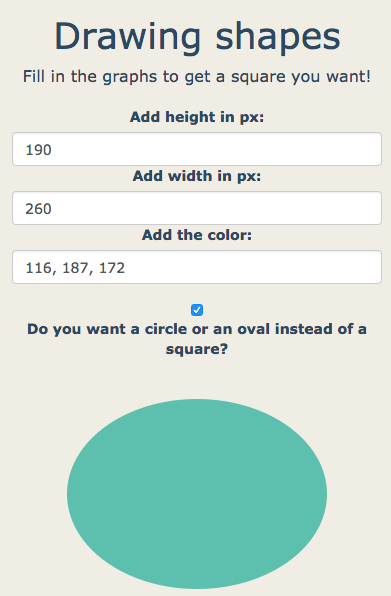 Drawing shapes
Fill in the graphs to get a square you want!
Add height in px:
190
Add width in px:
260
Add the color:
116, 187, 172
Do you want a circle or an oval instead of a
square?